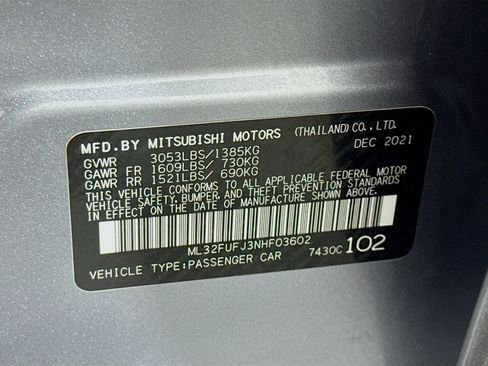 MFD.BY MITSUBISHI MOTORS (THAILAND) CO.,LTD.
GVWR 3053LBS/1385KG DEC 2021
GAWR FR 1609LBS/ 730KG
GAWR RR 1521LBS/ 690KG
THIS VEHICLE CONFORMS TO ALL APPLICABLE FEDERAL MOTOR
VEHICLE SAFETY, BUMPER, AND THEFT PREVENTION STANDARDS
IN EFFECT ON THE DATE OF MANUFACTURE SHOWN ABOVE.
ML32FUFJ3NHF03602
VEHICLE TYPE:PASSENGER CAR 7430C 102